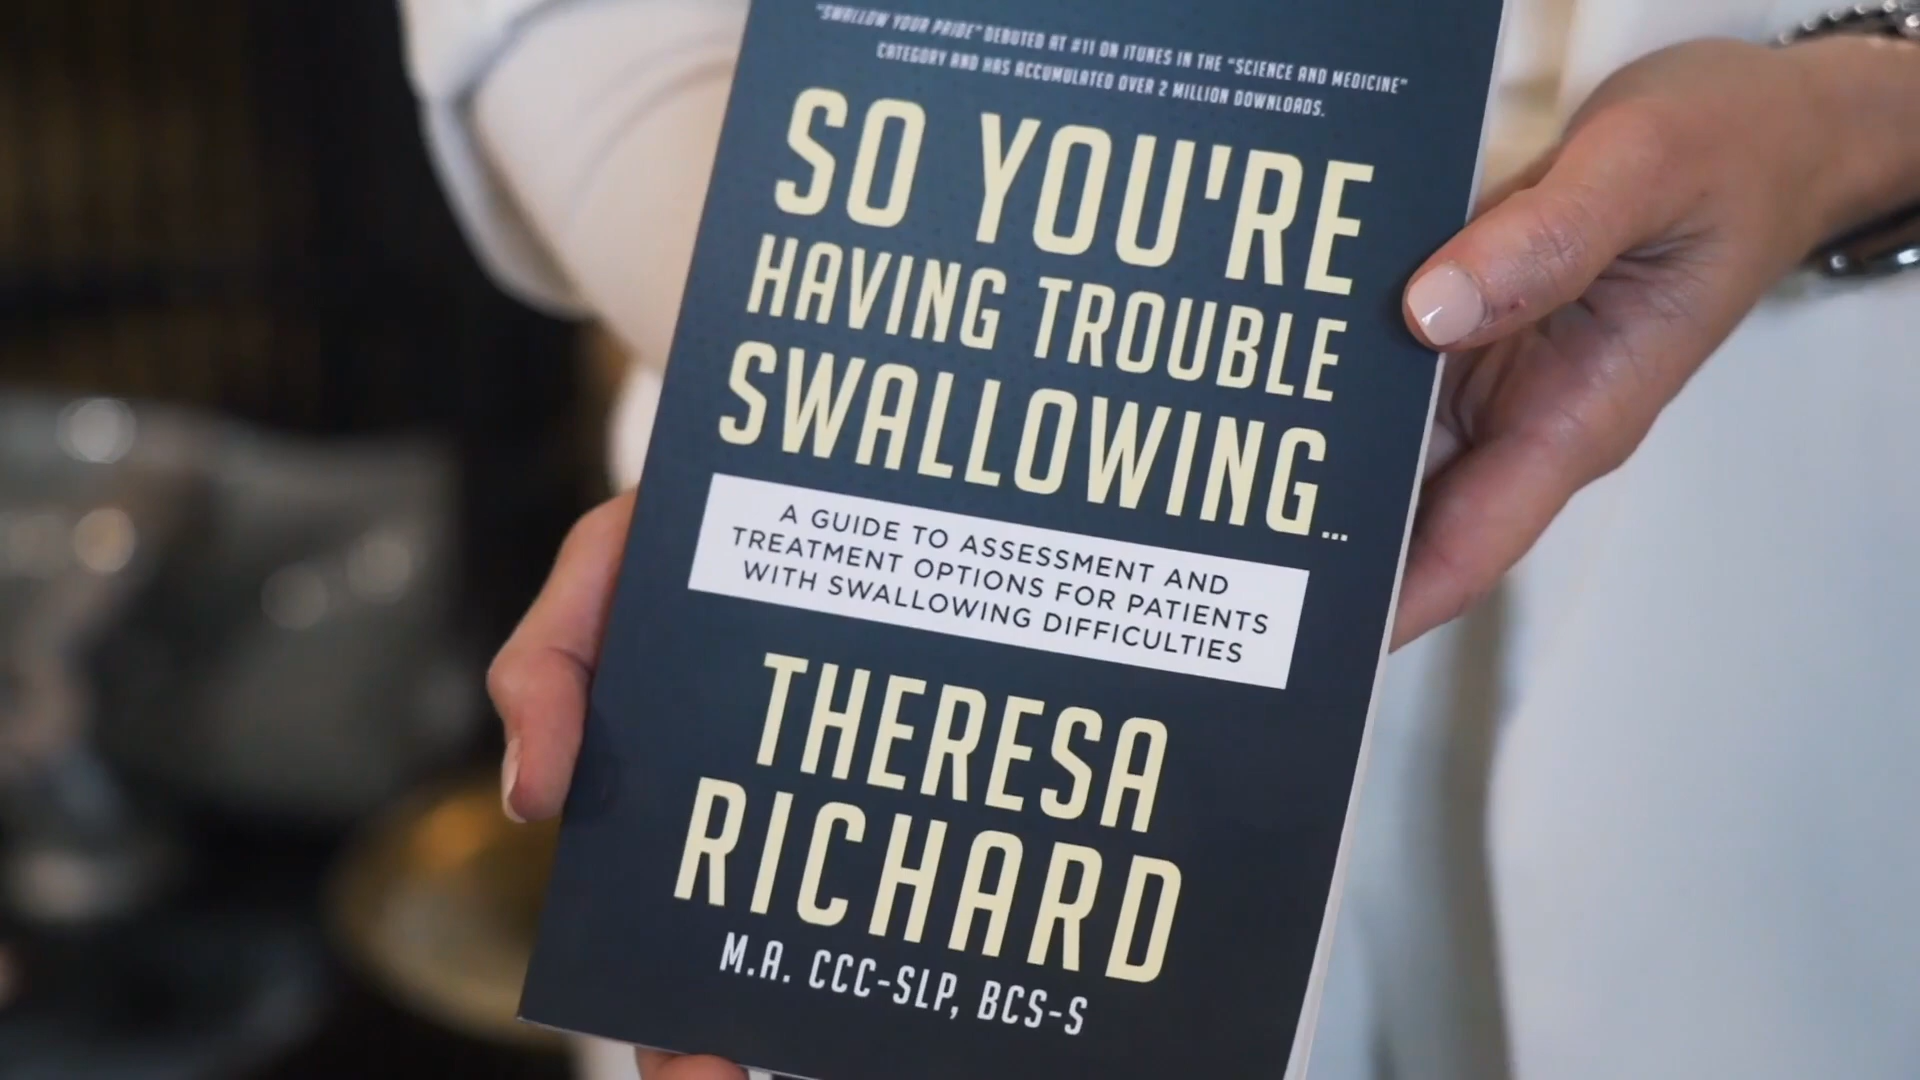 "SWALLOW YOUR PRIDE" DEBUTED AT #11 ON ITUNES IN THE "SCIENCE AND MEDICINE"
CATEGORY AND HAS ACCUMULATED OVER 2 MILLION DOWNLOADS.
SO YOU'RE
HAVING TROUBLE
SWALLOWING...
A GUIDE TO ASSESSMENT AND
TREATMENT OPTIONS FOR PATIENTS
WITH SWALLOWING DIFFICULTIES
THERESA
RICHARD
M.A. CCC-SLP, BCS-S